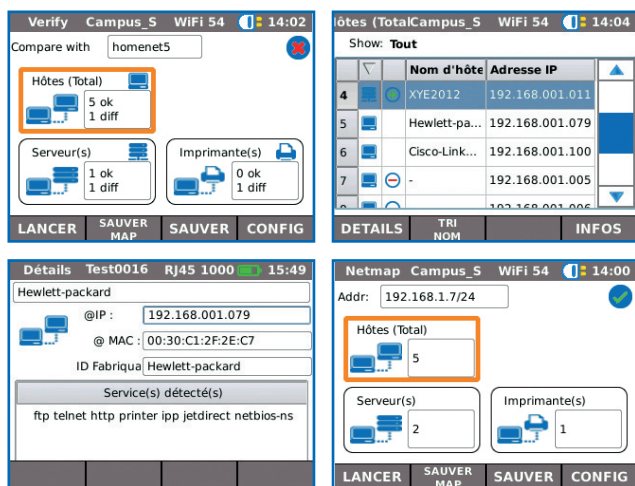 Verify Campus_S WiFi 54 14:02
Compare with homenet5
Hôtes (Total)
5 ok
1 diff
Serveur(s)
1 ok
1 diff
Imprimante(s)
0 ok
1 diff
LANCER SAUVER MAP SAUVER CONFIG
lôtes (TotalCampus_S WiFi 54 14:04
Show: Tout
Nom d'hôte Adresse IP
4 XYE2012 192.168.001.011
5 Hewlett-pa... 192.168.001.079
6 Cisco-Link... 192.168.001.100
7 - 192.168.001.005
DETAILS TRI NOM INFOS
Détails Test0016 RJ45 1000 15:49
Hewlett-packard
@IP : 192.168.001.079
@ MAC : 00:30:C1:2F:2E:C7
ID Fabriqua Hewlett-packard
Service(s) détecté(s)
ftp telnet http printer ipp jetdirect netbios-ns
Netmap Campus_S WiFi 54 14:00
Addr: 192.168.1.7/24
Hôtes (Total)
5
Serveur(s)
2
Imprimante(s)
1
LANCER SAUVER MAP SAUVER CONFIG